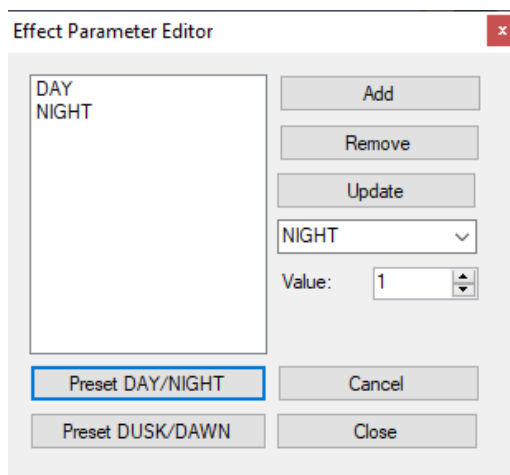 Effect Parameter Editor
x
DAY
NIGHT
Add
Remove
Update
NIGHT
Value: 1
Preset DAY/NIGHT
Cancel
Preset DUSK/DAWN
Close